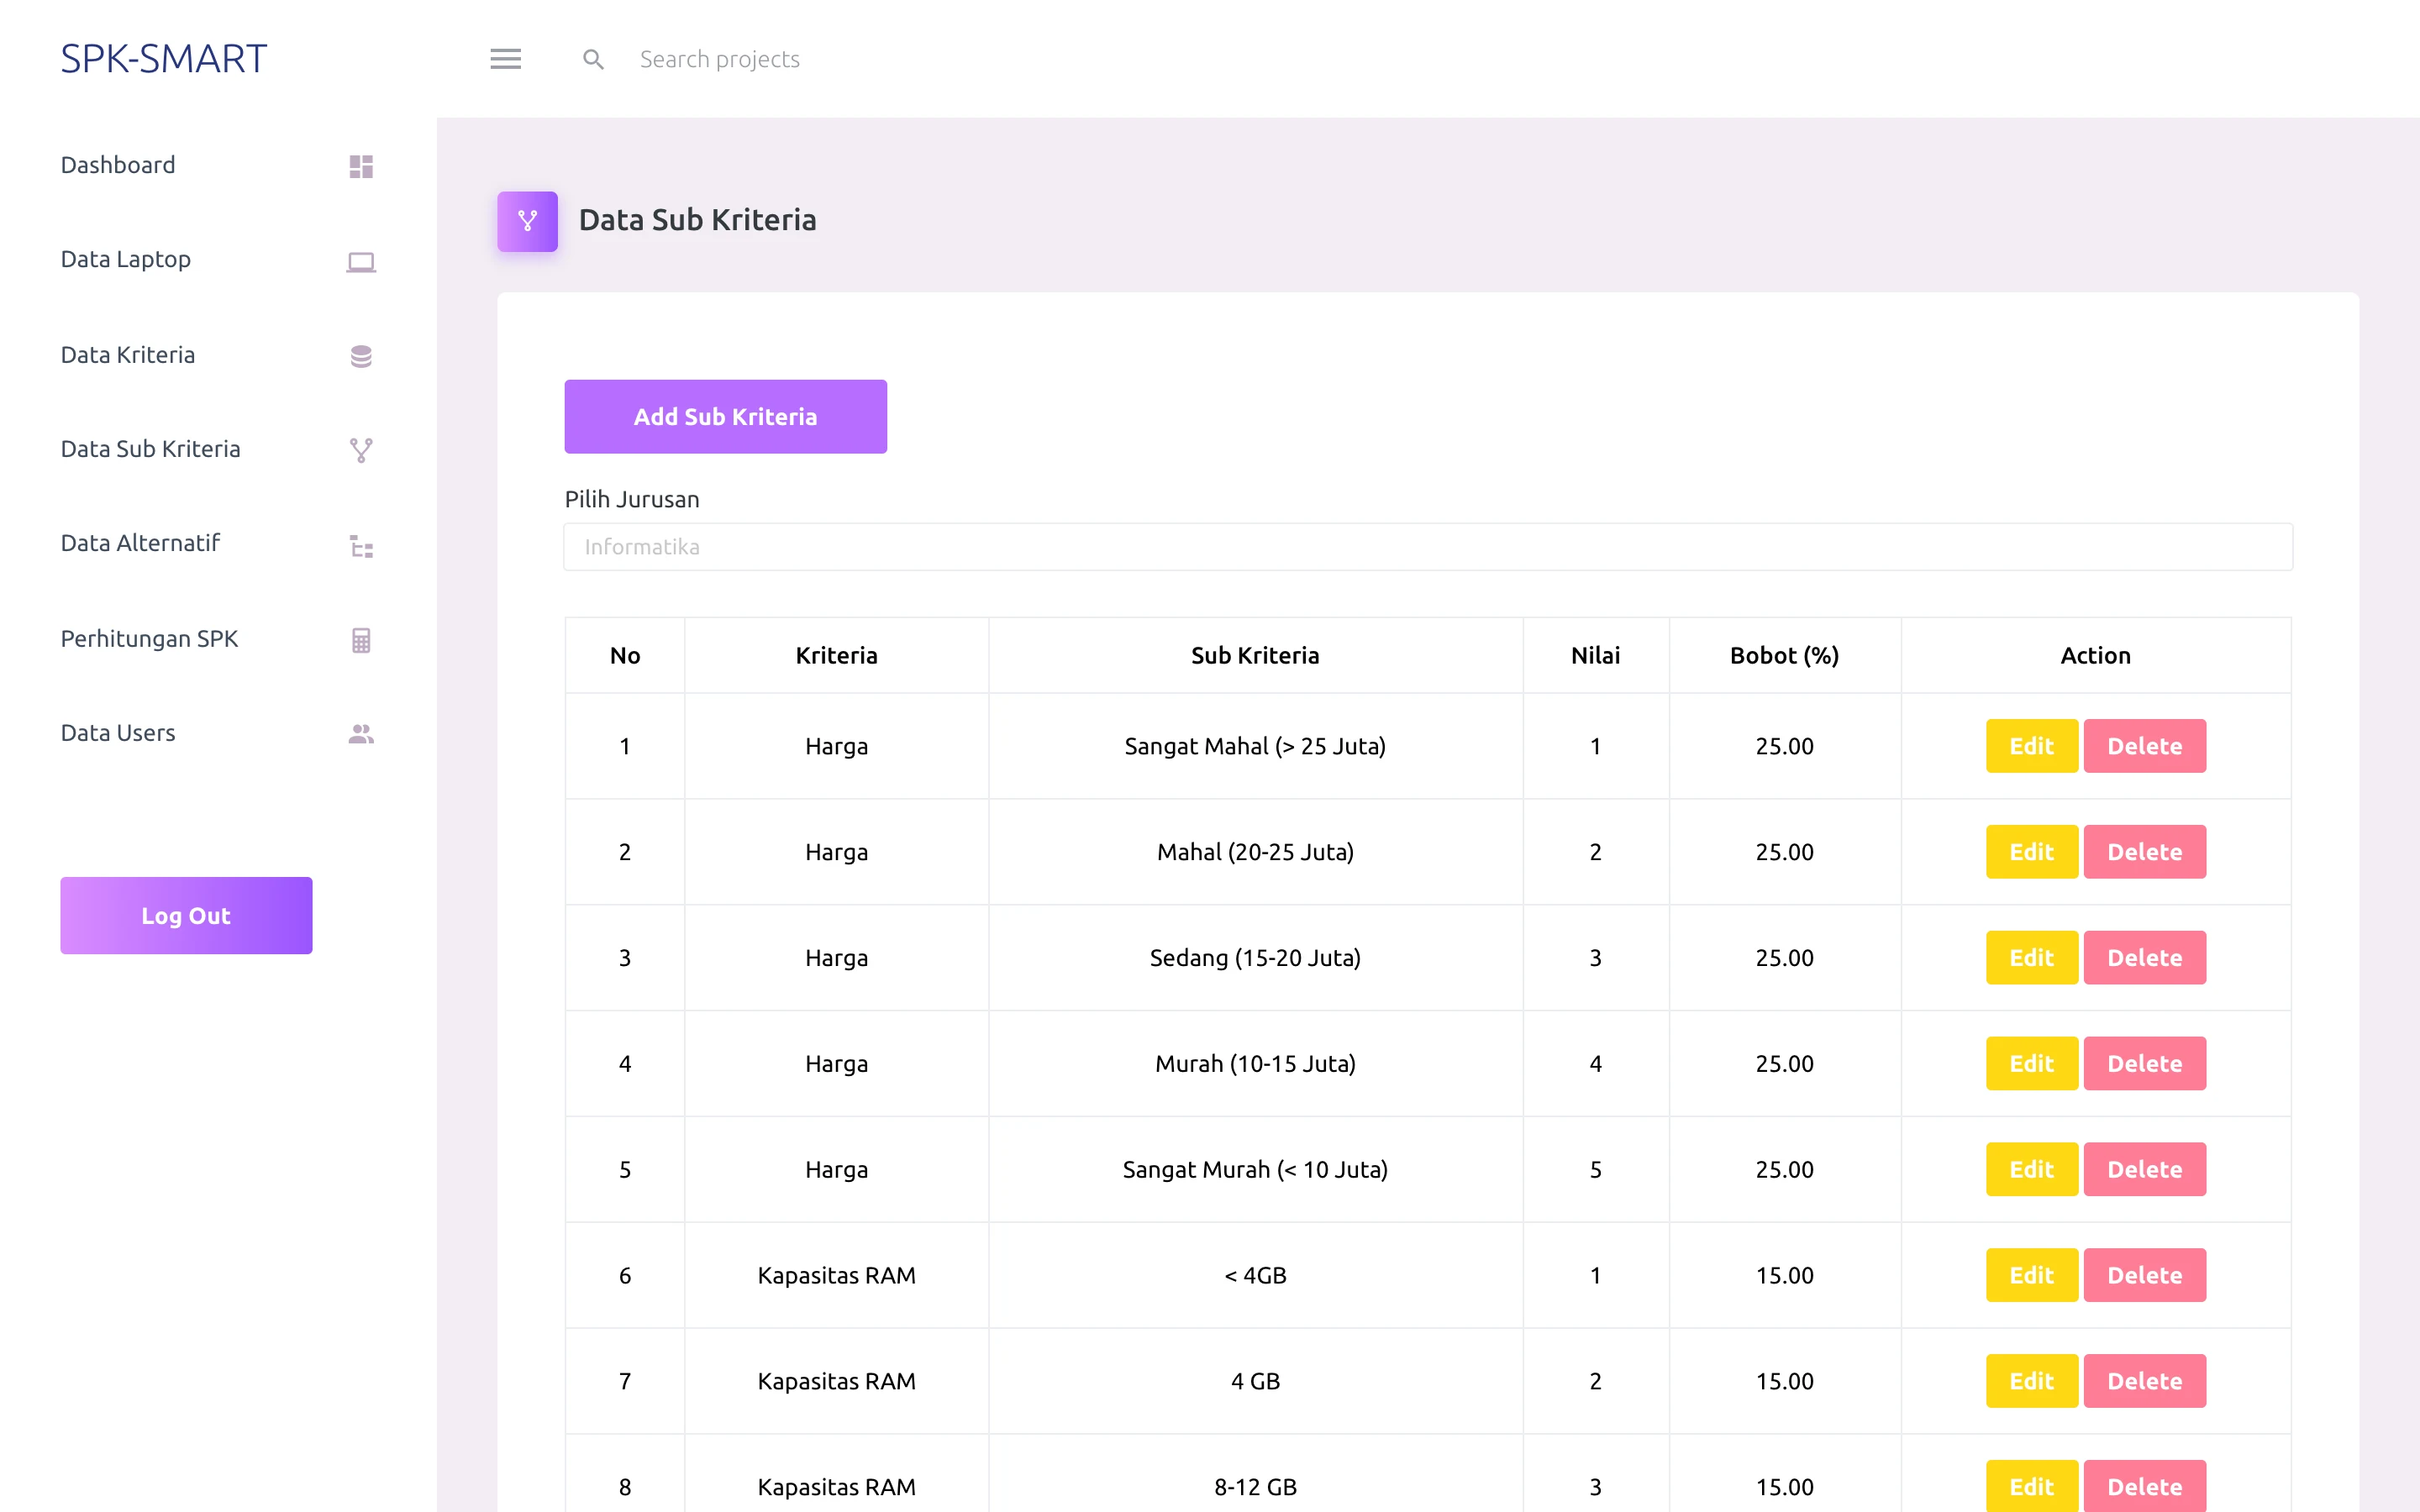 SPK-SMART
Search projects
Dashboard
Data Laptop
Data Kriteria
Data Sub Kriteria
Data Alternatif
Perhitungan SPK
Data Users
Log Out
Data Sub Kriteria
Add Sub Kriteria
Pilih Jurusan
Informatika
No Kriteria Sub Kriteria Nilai Bobot (%) Action
1 Harga Sangat Mahal (> 25 Juta) 1 25.00 Edit Delete
2 Harga Mahal (20-25 Juta) 2 25.00 Edit Delete
3 Harga Sedang (15-20 Juta) 3 25.00 Edit Delete
4 Harga Murah (10-15 Juta) 4 25.00 Edit Delete
5 Harga Sangat Murah (< 10 Juta) 5 25.00 Edit Delete
6 Kapasitas RAM < 4GB 1 15.00 Edit Delete
7 Kapasitas RAM 4 GB 2 15.00 Edit Delete
8 Kapasitas RAM 8-12 GB 3 15.00 Edit Delete